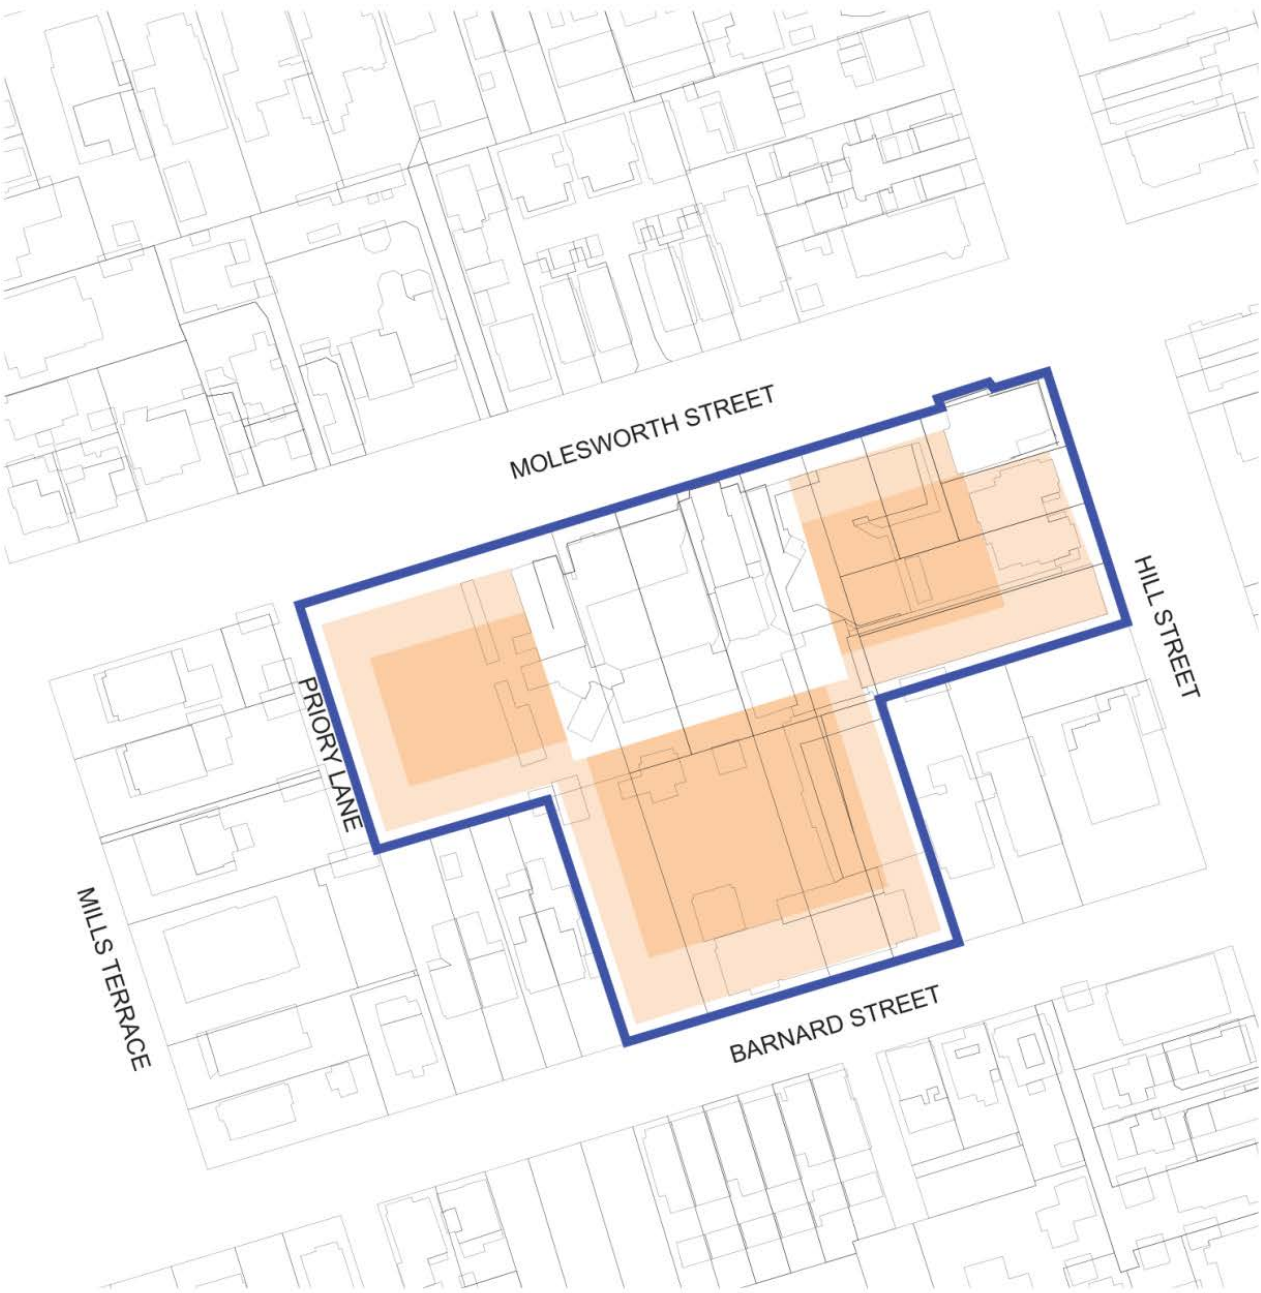 MOLESWORTH STREET
HILL STREET
PRIORY LANE
MILLS TERRACE
BARNARD STREET